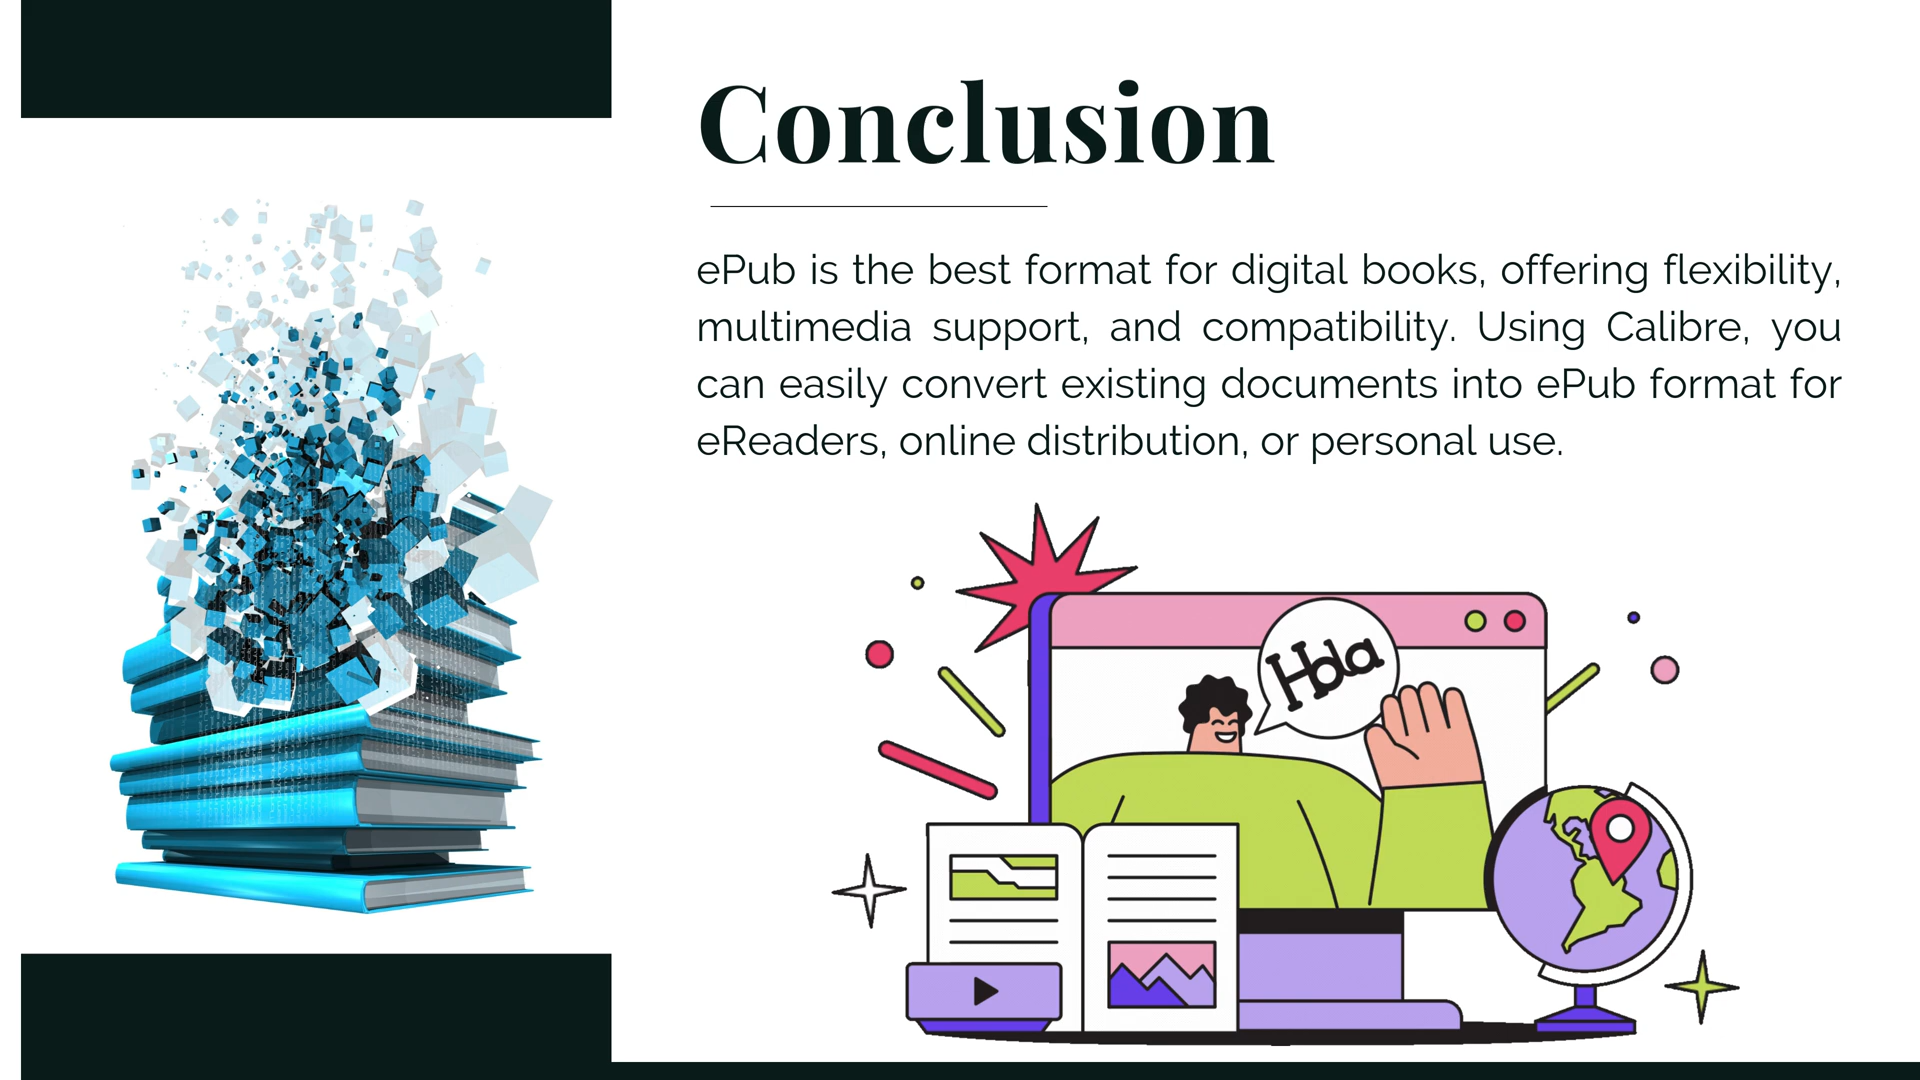 Conclusion
ePub is the best format for digital books, offering flexibility,
multimedia support, and compatibility. Using Calibre, you
can easily convert existing documents into ePub format for
eReaders, online distribution, or personal use.
Hola